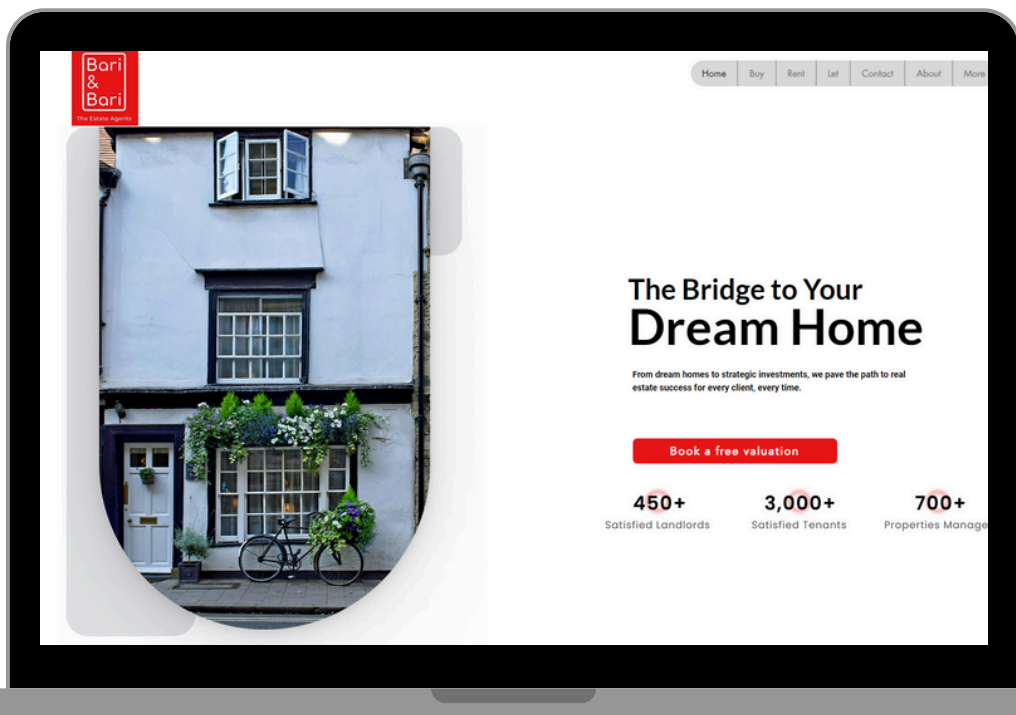 Bari
&
Bari
The Estate Agents
Home Buy Rent Let Contact About More
The Bridge to Your
Dream Home
From dream homes to strategic investments, we pave the path to real
estate success for every client, every time.
Book a free valuation
450+ 3,000+ 700+
Satisfied Landlords Satisfied Tenants Properties Manage